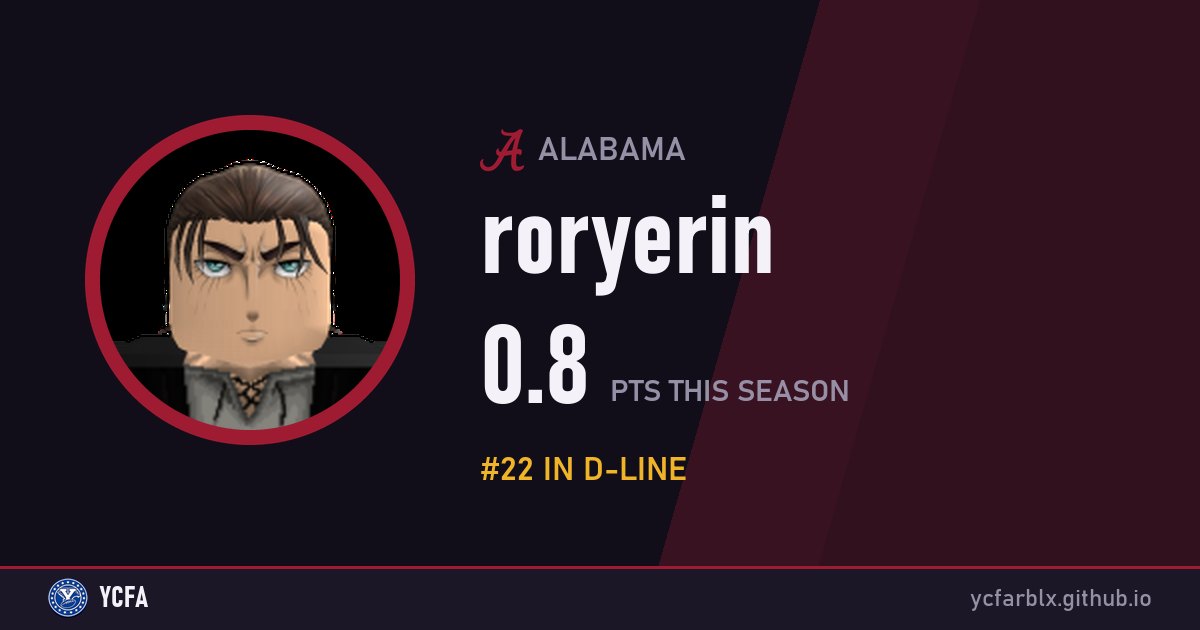 A ALABAMA
roryerin
0.8 PTS THIS SEASON
#22 IN D-LINE
YCFA
ycfarblx.github.io